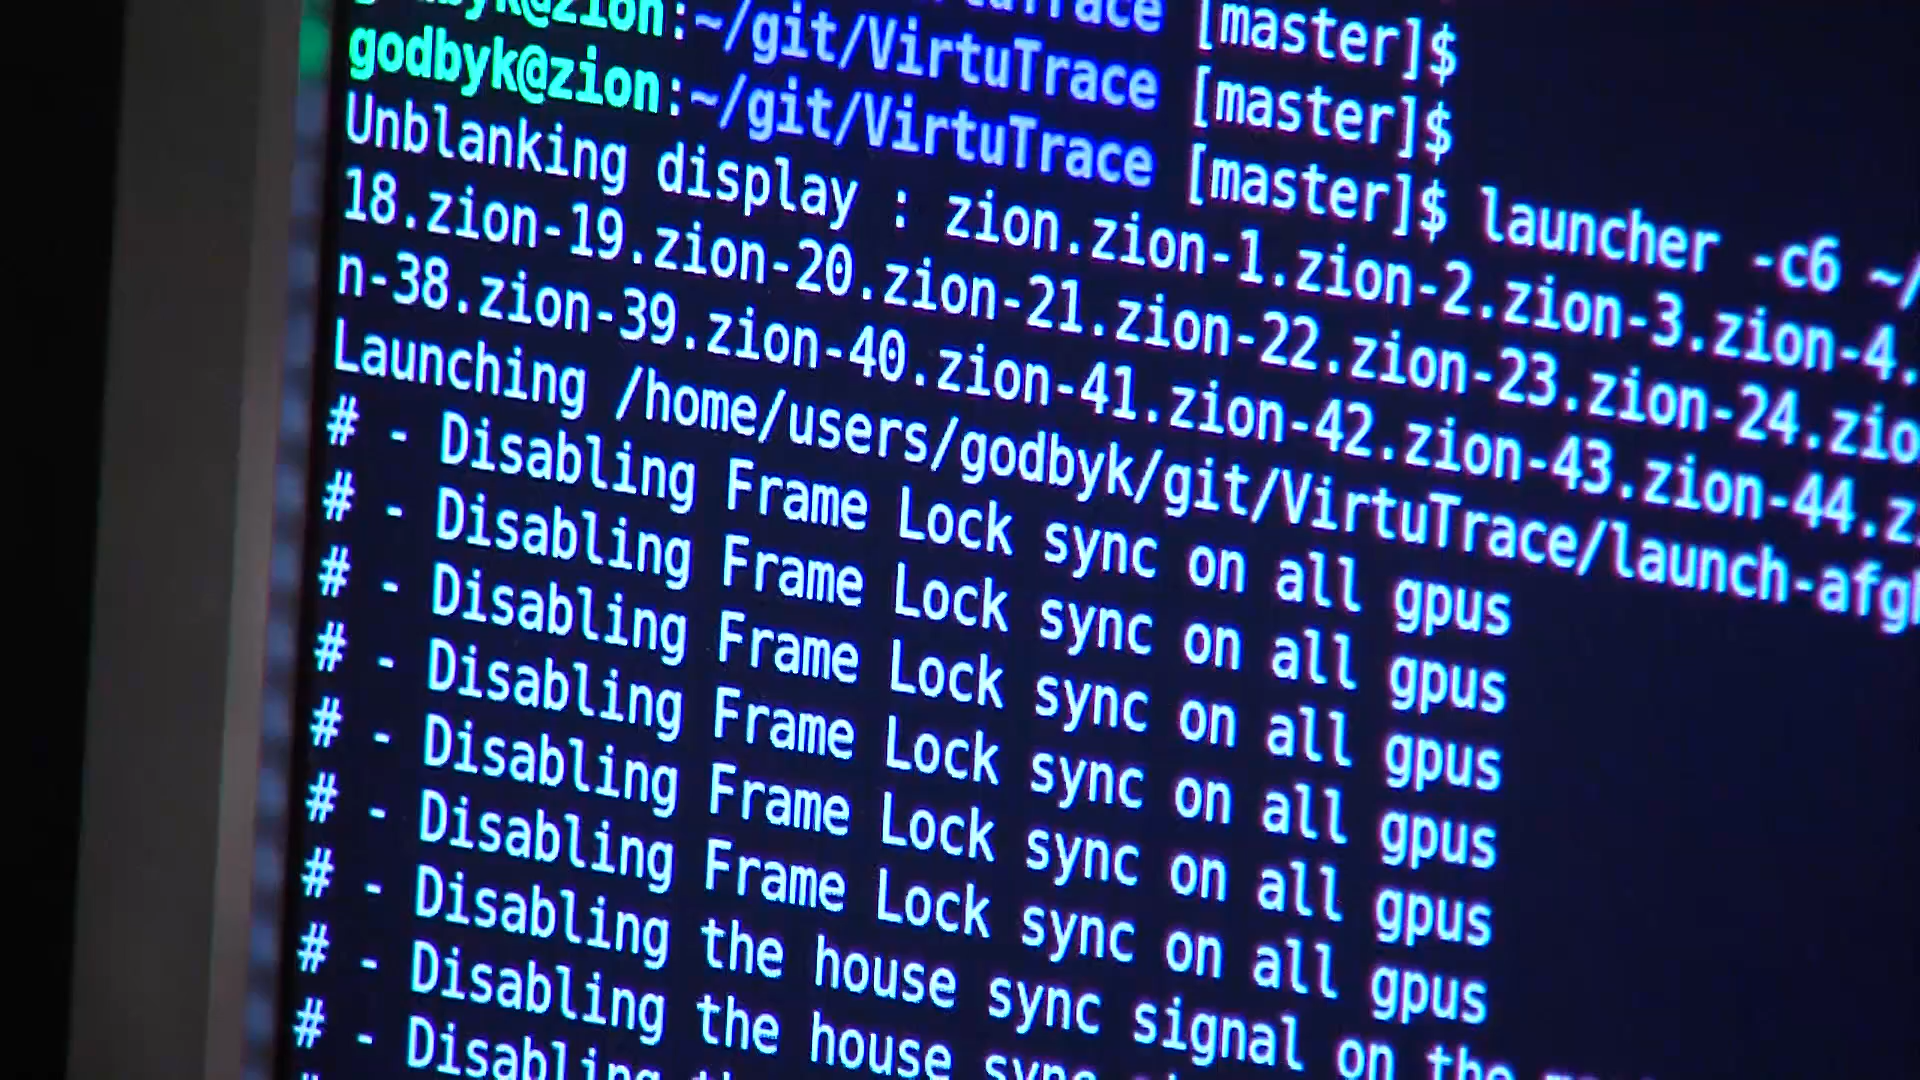 rtuTrace [master]$
godbyk@zion:~/git/VirtuTrace [master]$
godbyk@zion:~/git/VirtuTrace [master]$ launcher -c6 ~/
Unblanking display : zion.zion-1.zion-2.zion-3.zion-4.
18.zion-19.zion-20.zion-21.zion-22.zion-23.zion-24.zio
n-38.zion-39.zion-40.zion-41.zion-42.zion-43.zion-44.z
Launching /home/users/godbyk/git/VirtuTrace/launch-afgh
# - Disabling Frame Lock sync on all gpus
# - Disabling Frame Lock sync on all gpus
# - Disabling Frame Lock sync on all gpus
# - Disabling Frame Lock sync on all gpus
# - Disabling Frame Lock sync on all gpus
# - Disabling Frame Lock sync on all gpus
# - Disabling the house sync signal on the
# - Disabling the house sync
# - Disabling